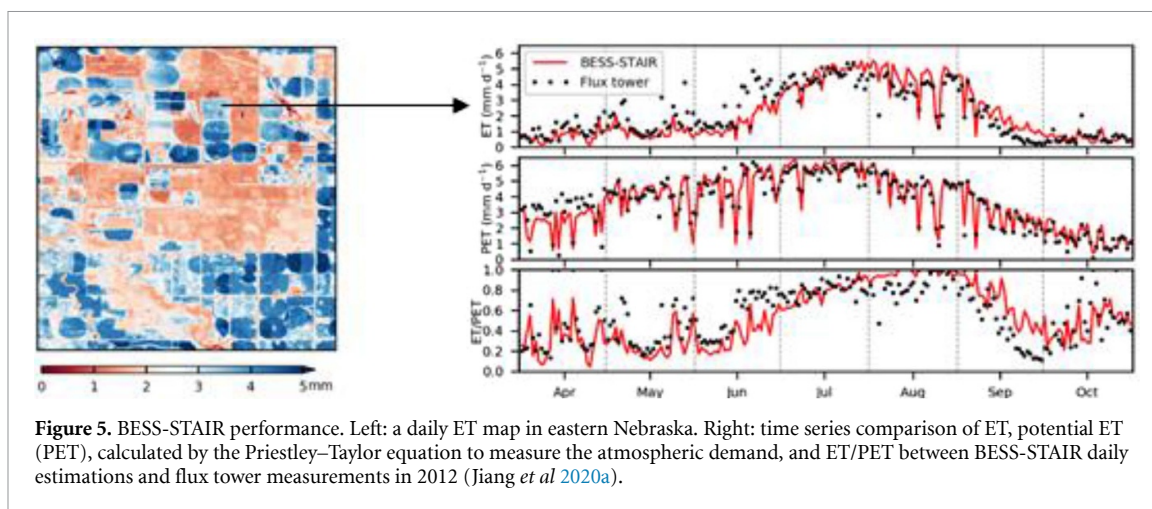 BESS-STAIR
Flux tower
ET (mm d⁻¹)
6
5
4
3
2
1
0
PET (mm d⁻¹)
6
5
4
3
2
1
0
ET/PET
1.0
0.8
0.6
0.4
0.2
0.0
Apr May Jun Jul Aug Sep Oct
0 1 2 3 4 5mm
Figure 5. BESS-STAIR performance. Left: a daily ET map in eastern Nebraska. Right: time series comparison of ET, potential ET
(PET), calculated by the Priestley–Taylor equation to measure the atmospheric demand, and ET/PET between BESS-STAIR daily
estimations and flux tower measurements in 2012 (Jiang et al 2020a).